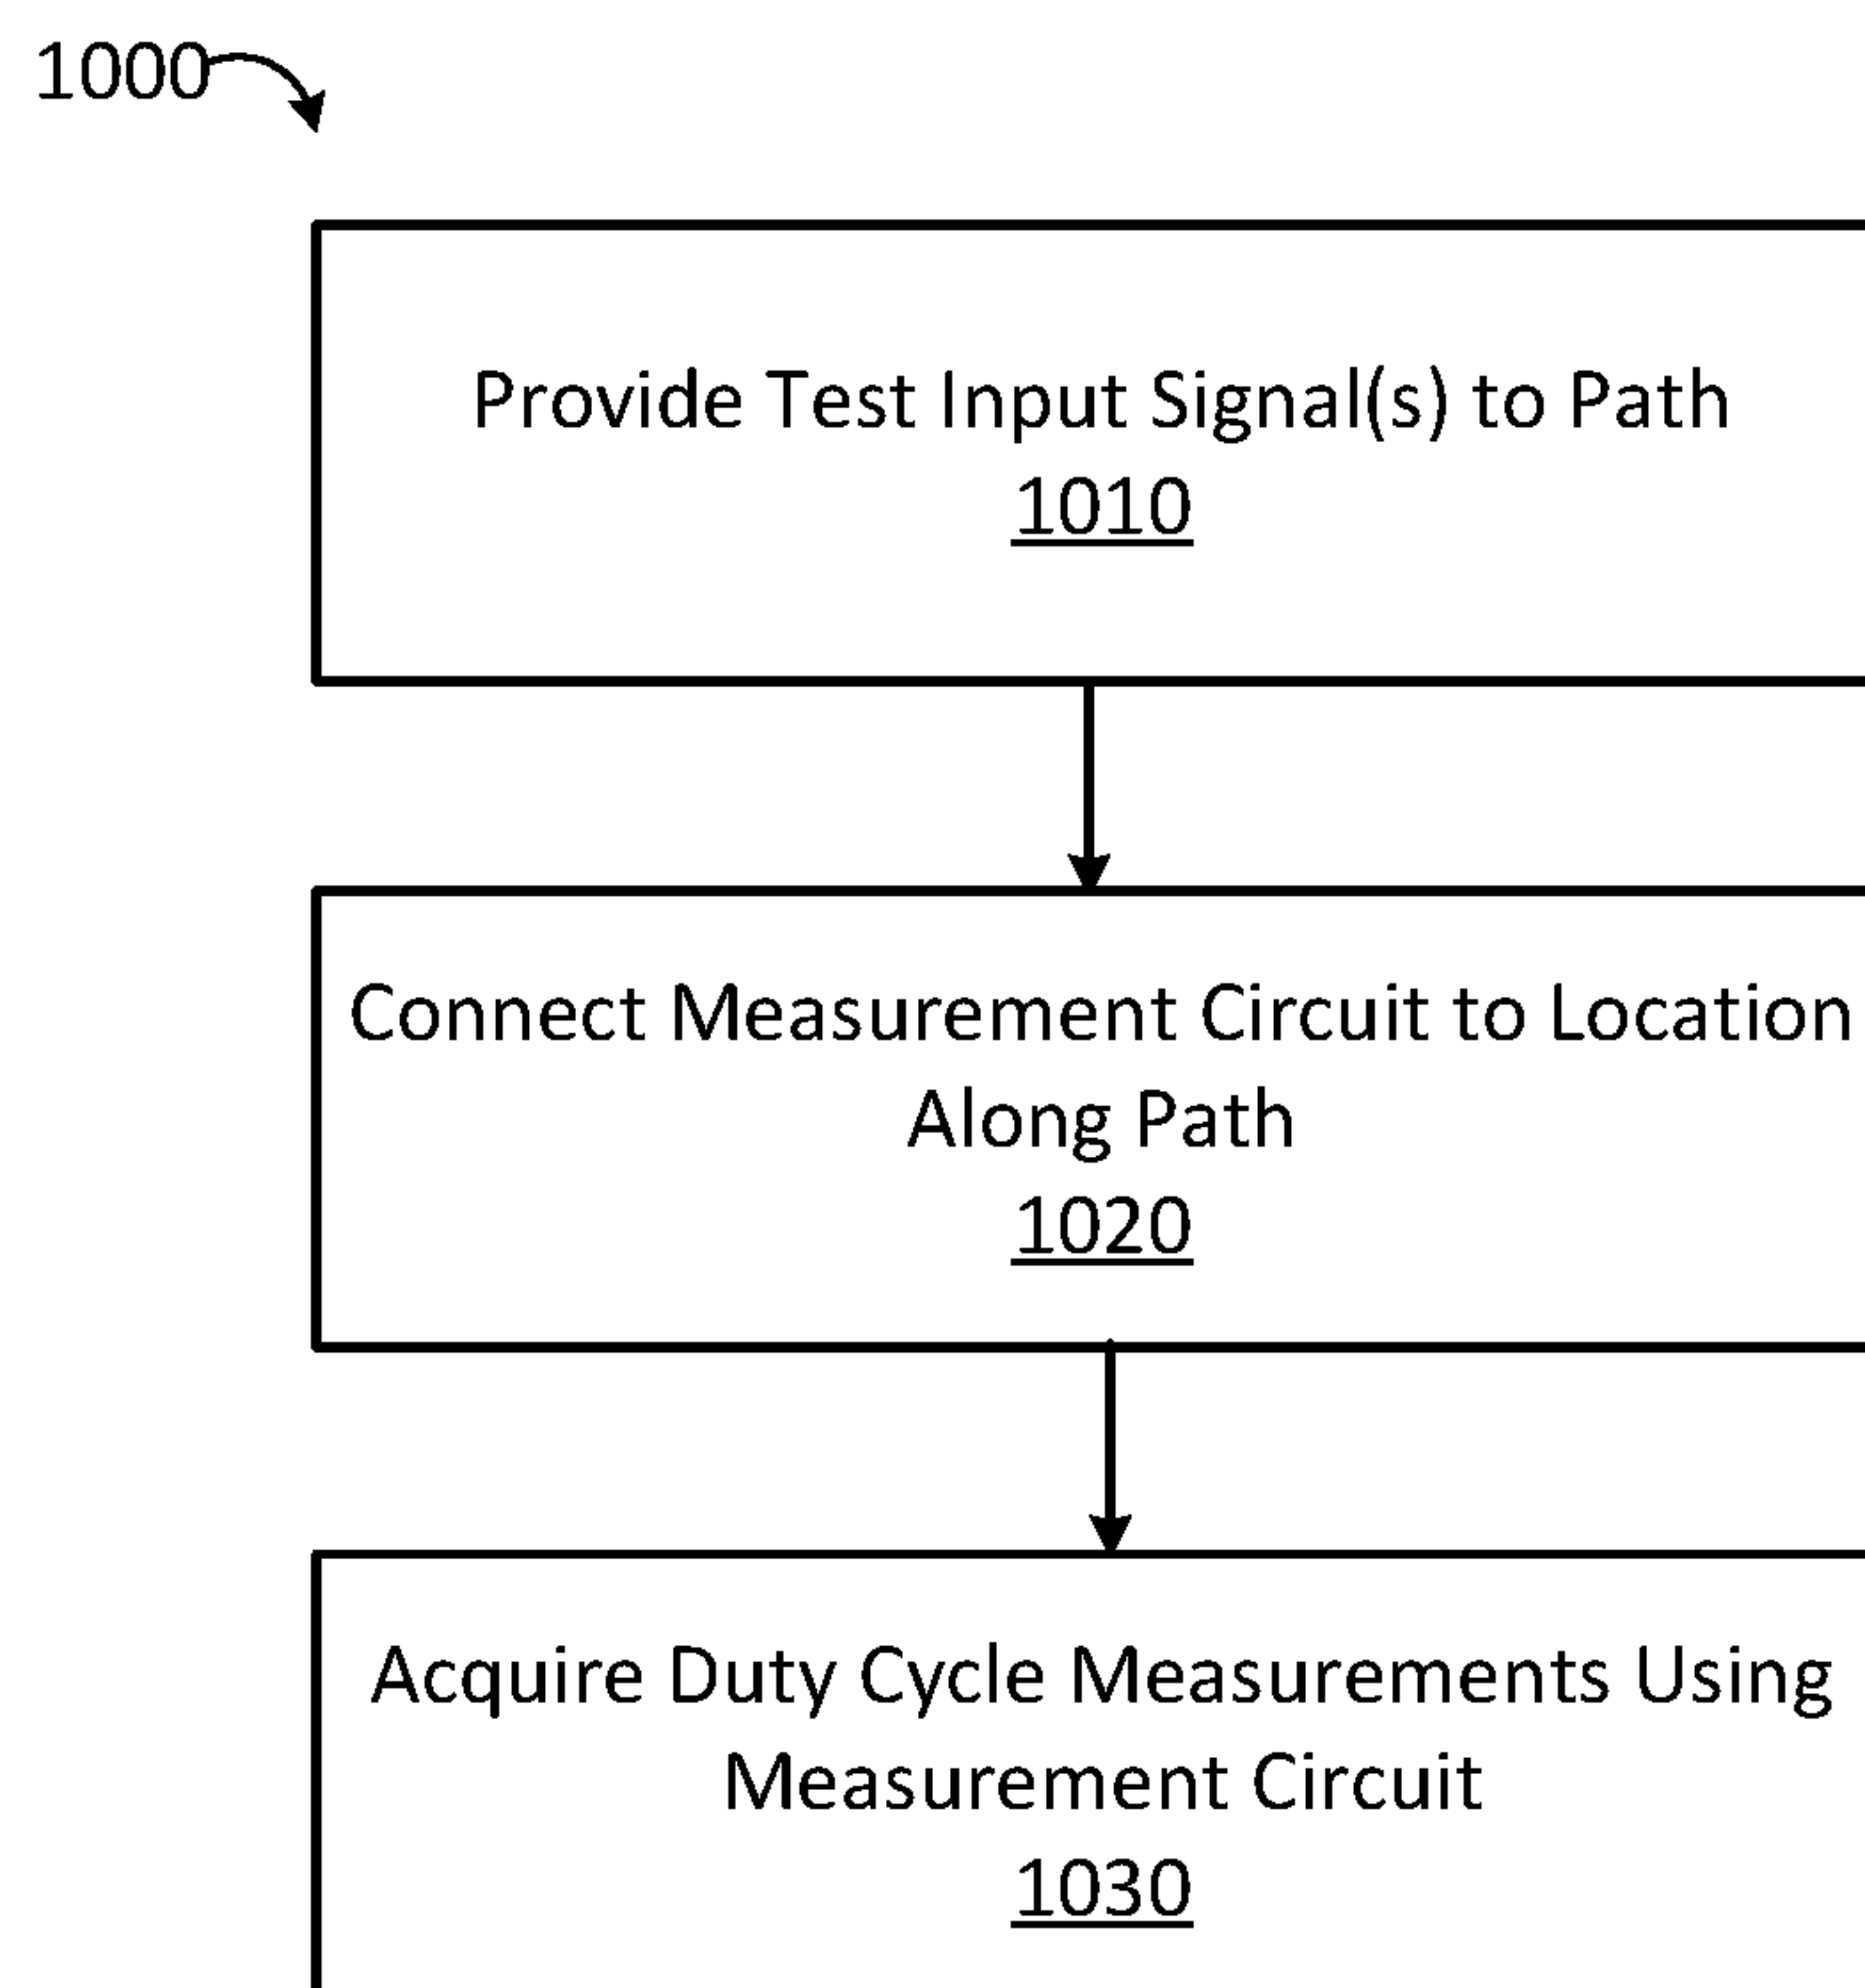 1000
Provide Test Input Signal(s) to Path
1010
Connect Measurement Circuit to Location
Along Path
1020
Acquire Duty Cycle Measurements Using
Measurement Circuit
1030